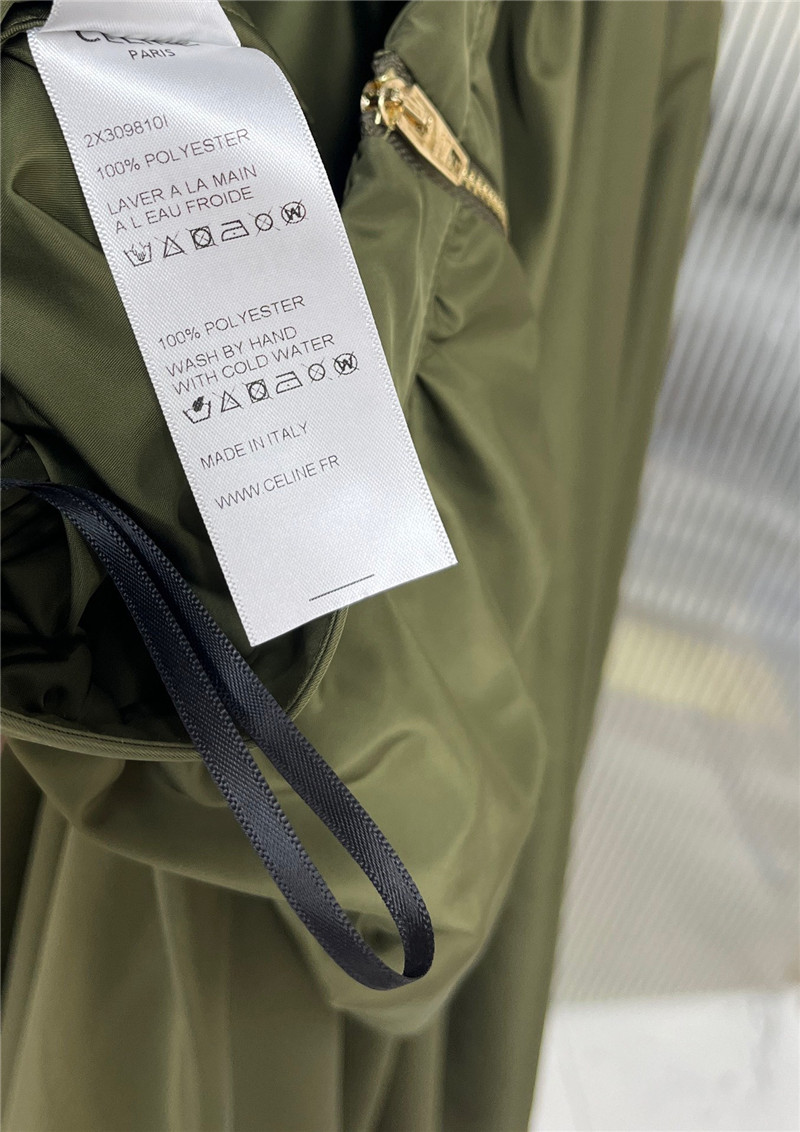 CELINE
PARIS
2X309810I
100% POLYESTER
LAVER A LA MAIN
A L EAU FROIDE
W
100% POLYESTER
WASH BY HAND
WITH COLD WATER
W
MADE IN ITALY
WWW.CELINE.FR